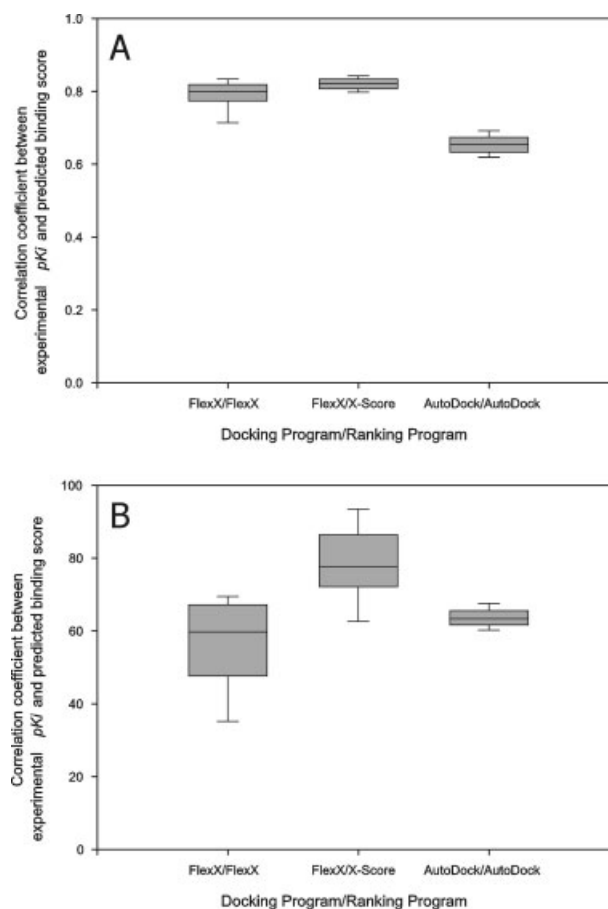 A
1.0
0.8
0.6
0.4
0.2
0.0
Correlation coefficient between
experimental pKi and predicted binding score
FlexX/FlexX FlexX/X-Score AutoDock/AutoDock
Docking Program/Ranking Program
B
100
80
60
40
20
0
Correlation coefficient between
experimental pKi and predicted binding score
FlexX/FlexX FlexX/X-Score AutoDock/AutoDock
Docking Program/Ranking Program